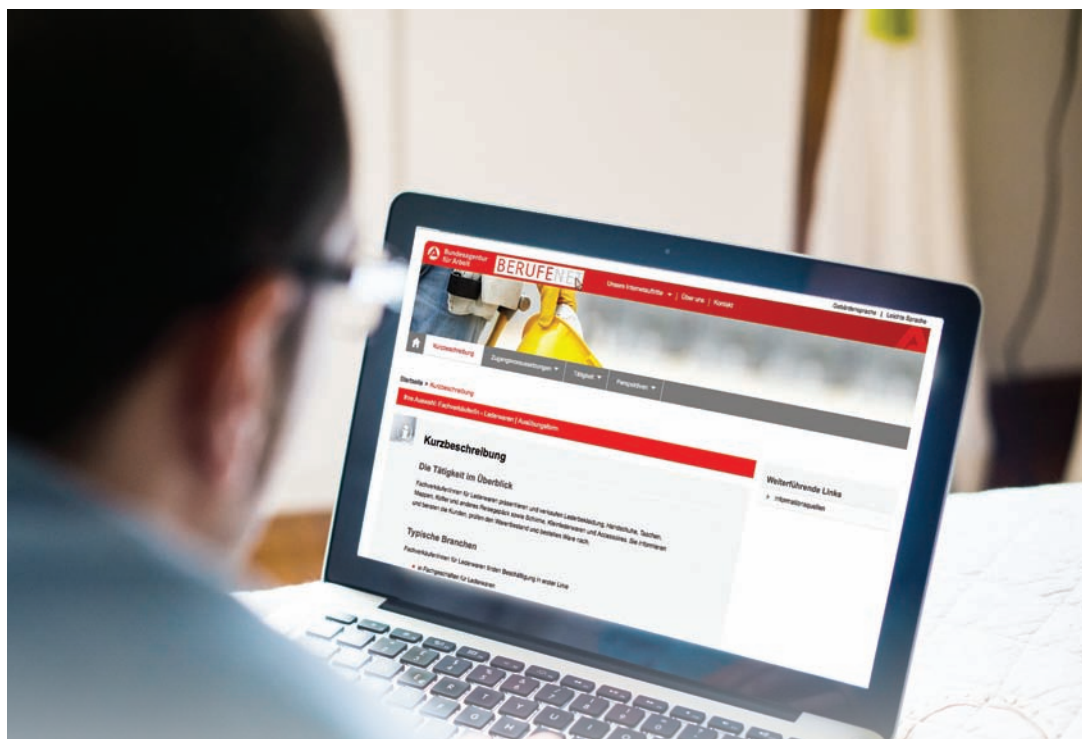 Bundesagentur
für Arbeit
BERUFENET
Unsere Internetauftritte | Über uns | Kontakt
Gebärdensprache | Leichte Sprache
Kurzbeschreibung
Zugangsvoraussetzungen
Tätigkeit
Perspektiven
Startseite > Kurzbeschreibung
Ihre Auswahl: Fachverkäufer/in - Lederwaren | Ausübungsform
Kurzbeschreibung
Die Tätigkeit im Überblick
Fachverkäufer/innen für Lederwaren präsentieren und verkaufen Lederbekleidung, Handschuhe, Taschen,
Mappen, Koffer und anderes Reisegepäck sowie Schirme, Kleinlederwaren und Accessoires. Sie informieren
und beraten die Kunden, prüfen den Warenbestand und bestellen Ware nach.
Typische Branchen
Fachverkäufer/innen für Lederwaren finden Beschäftigung in erster Linie
in Fachgeschäften für Lederwaren
Weiterführende Links
Informationsquellen